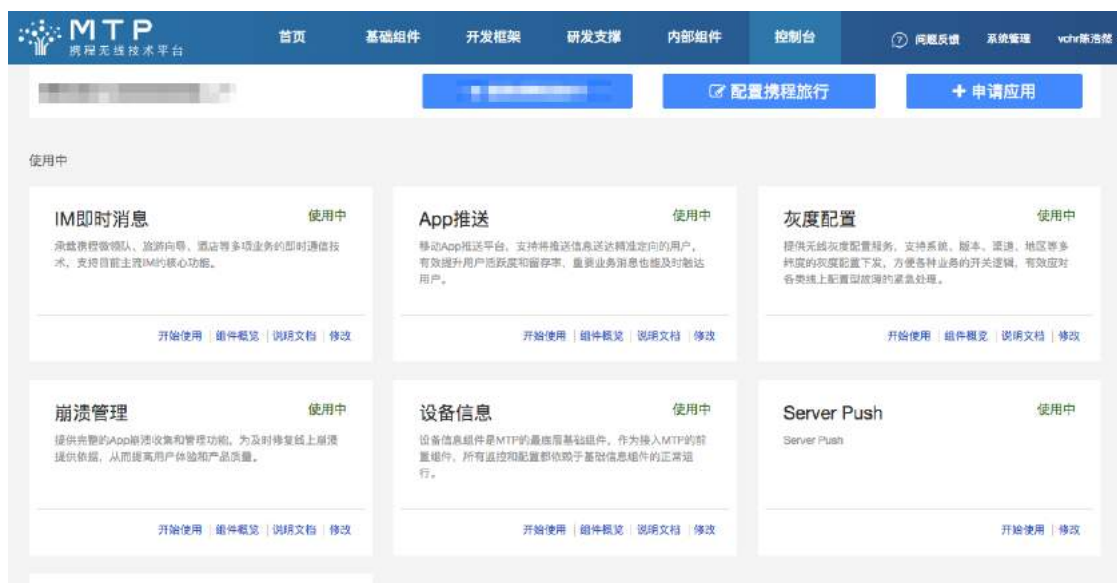 MTP
携程无线技术平台
首页 基础组件 开发框架 研发支撑 内部组件 控制台 ? 问题反馈 系统管理 vchr陈浩然
配置携程旅行 + 申请应用
使用中
IM即时消息 使用中
承载携程微领队、旅游向导、酒店等多项业务的即时通信技
术，支持目前主流IM的核心功能。
开始使用 | 组件概览 | 说明文档 | 修改
App推送 使用中
移动App推送平台，支持将推送信息送达精准定向的用户，
有效提升用户活跃度和留存率，重要业务消息也能及时触达
用户。
开始使用 | 组件概览 | 说明文档 | 修改
灰度配置 使用中
提供无线灰度配置服务，支持系统、版本、渠道、地区等多
纬度的灰度配置下发，方便各种业务的开关逻辑，有效应对
各类线上配置型故障的紧急处理。
开始使用 | 组件概览 | 说明文档 | 修改
崩溃管理 使用中
提供完整的App崩溃收集和管理功能，为及时修复线上崩溃
提供依据，从而提高用户体验和产品质量。
开始使用 | 组件概览 | 说明文档 | 修改
设备信息 使用中
设备信息组件是MTP的最底层基础组件，作为接入MTP的前
置组件，所有监控和配置都依赖于基础信息组件的正常运
行。
开始使用 | 组件概览 | 说明文档 | 修改
Server Push 使用中
Server Push
开始使用 | 修改